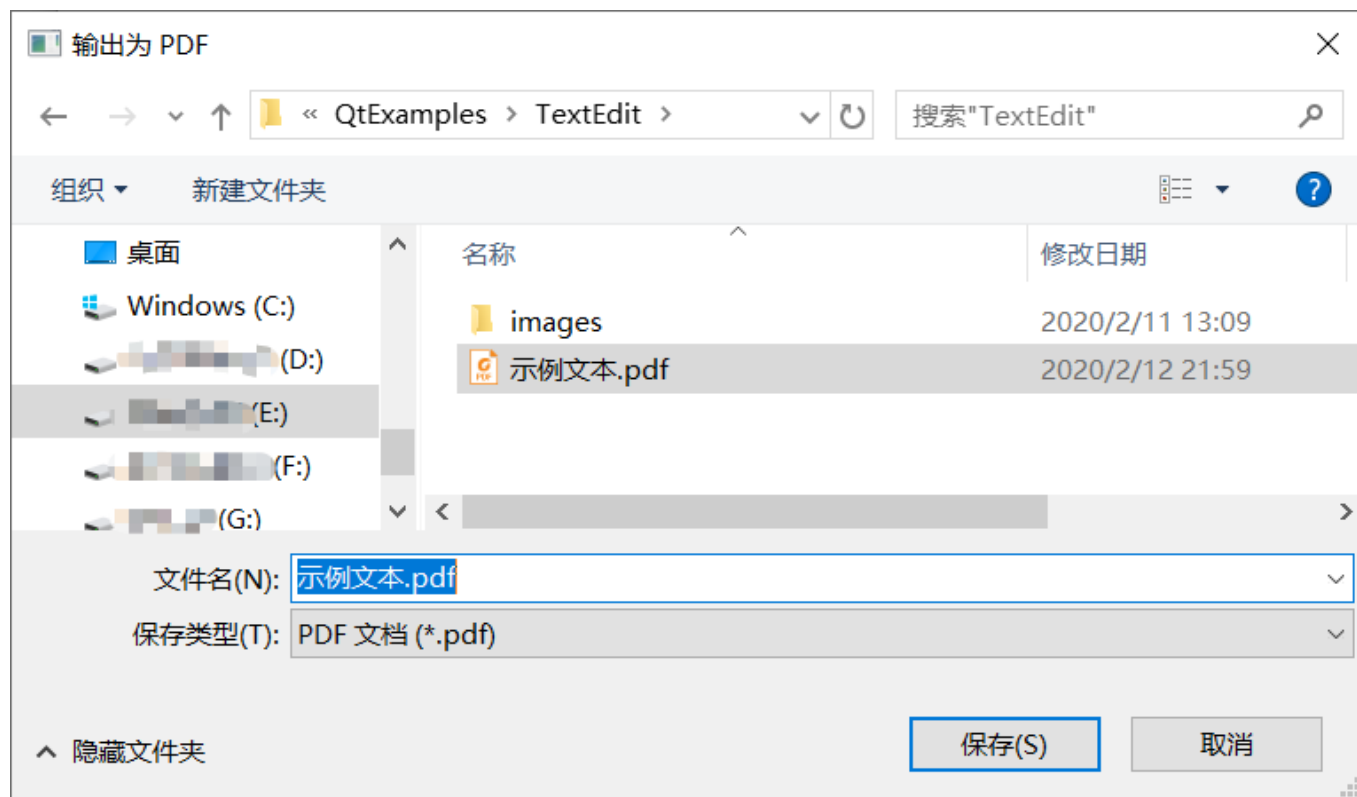 输出为 PDF
« QtExamples > TextEdit >
搜索"TextEdit"
组织
新建文件夹
?
桌面
名称
修改日期
Windows (C:)
images
2020/2/11 13:09
(D:)
PDF
示例文本.pdf
2020/2/12 21:59
(E:)
(F:)
(G:)
文件名(N):
示例文本.pdf
保存类型(T):
PDF 文档 (*.pdf)
隐藏文件夹
保存(S)
取消